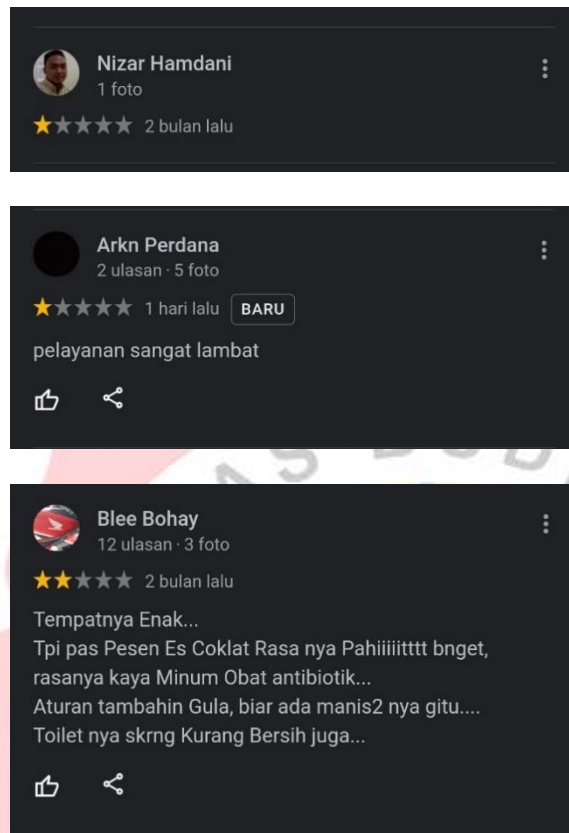 Nizar Hamdani
1 foto
2 bulan lalu
Arkn Perdana
2 ulasan · 5 foto
1 hari lalu BARU
pelayanan sangat lambat
Blee Bohay
12 ulasan · 3 foto
2 bulan lalu
Tempatnya Enak...
Tpi pas Pesen Es Coklat Rasa nya Pahiiiiitttt bnget,
rasanya kaya Minum Obat antibiotik...
Aturan tambahin Gula, biar ada manis2 nya gitu....
Toilet nya skrng Kurang Bersih juga...